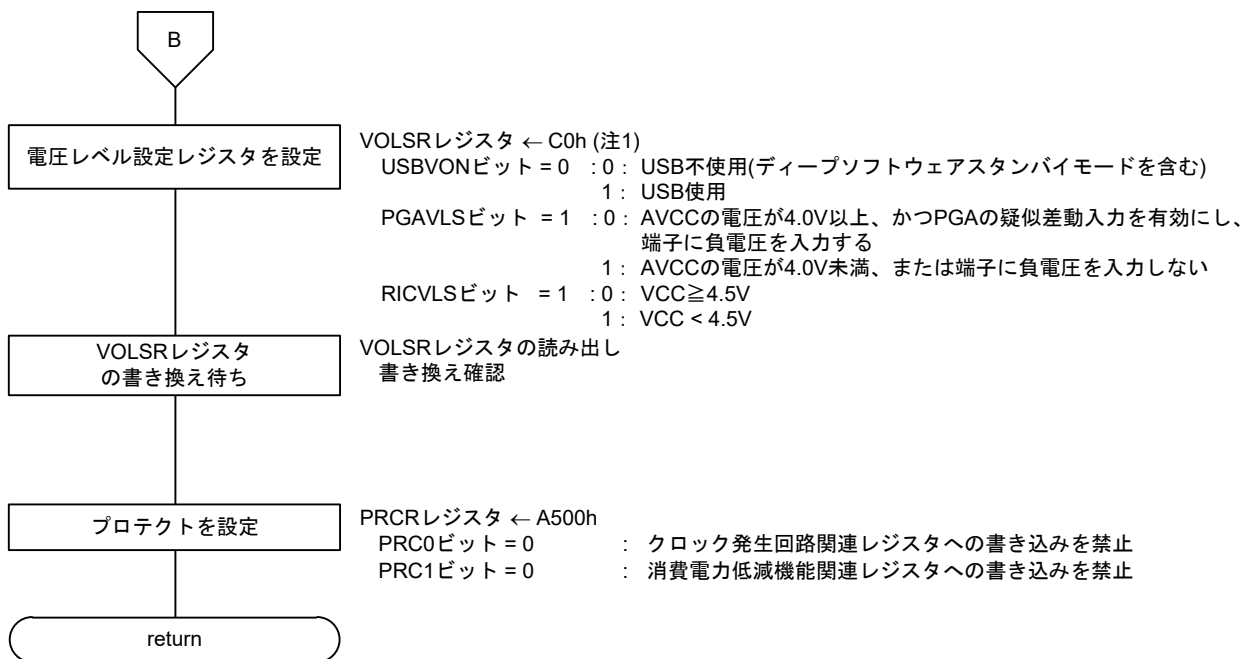 B
電圧レベル設定レジスタを設定
VOLSRレジスタ ← C0h (注1)
USBVONビット = 0 : 0 : USB不使用(ディープソフトウェアスタンバイモードを含む)
1 : USB使用
PGAVLSビット = 1 : 0 : AVCCの電圧が4.0V以上、かつPGAの疑似差動入力を有効にし、
端子に負電圧を入力する
1 : AVCCの電圧が4.0V未満、または端子に負電圧を入力しない
RICVLSビット = 1 : 0 : VCC≧4.5V
1 : VCC < 4.5V
VOLSRレジスタ
の書き換え待ち
VOLSRレジスタの読み出し
書き換え確認
プロテクトを設定
PRCRレジスタ ← A500h
PRC0ビット = 0 : クロック発生回路関連レジスタへの書き込みを禁止
PRC1ビット = 0 : 消費電力低減機能関連レジスタへの書き込みを禁止
return